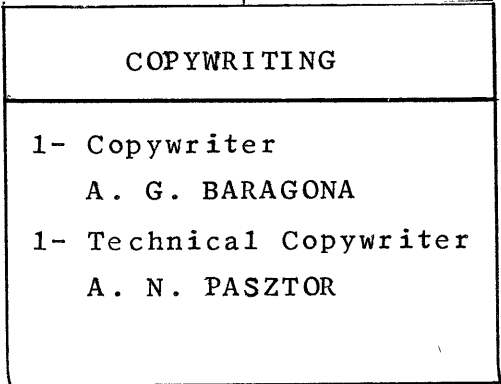 COPYWRITING
1- Copywriter
A. G. BARAGONA
1- Technical Copywriter
A. N. PASZTOR